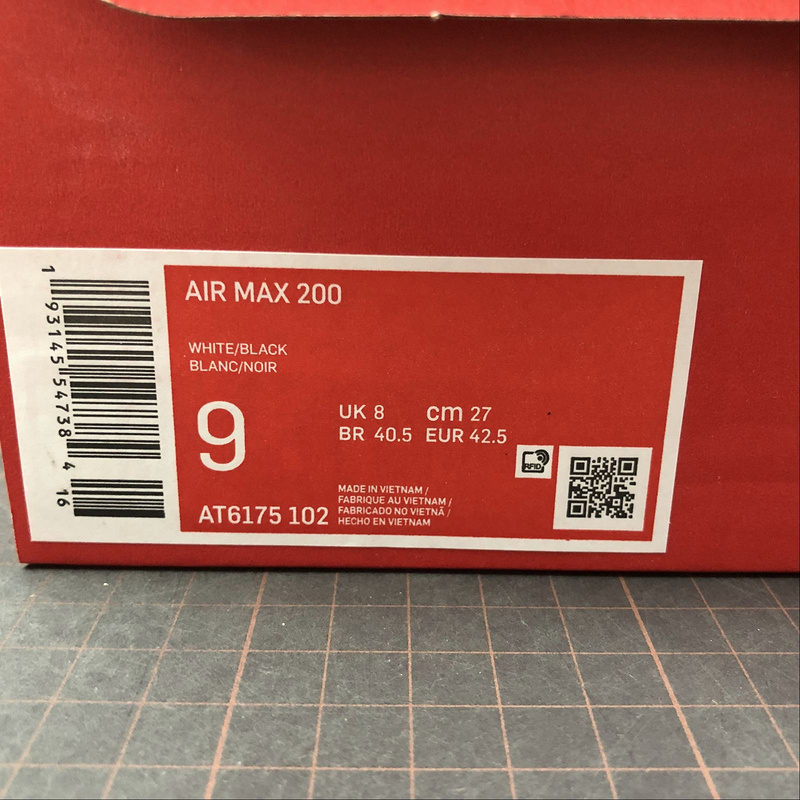 AIR MAX 200
WHITE/BLACK
BLANC/NOIR
9
UK 8 cm 27
BR 40.5 EUR 42.5
RFID
AT6175 102
MADE IN VIETNAM /
FABRIQUE AU VIETNAM /
FABRICADO NO VIETNÃ /
HECHO EN VIETNAM
1 93145 54738 4 16